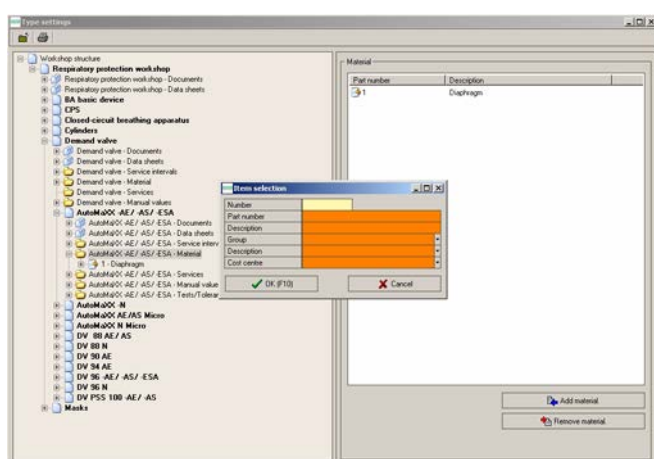 Type settings
Workshop structure
Respiratory protection workshop
Respiratory protection workshop - Documents
Respiratory protection workshop - Data sheets
BA basic device
CPS
Closed-circuit breathing apparatus
Cylinders
Demand valve
Demand valve - Documents
Demand valve - Data sheets
Demand valve - Service intervals
Demand valve - Material
Demand valve - Services
Demand valve - Manual values
AutoMaXX -AE/ -AS/ -ESA
AutoMaXX -AE/ -AS/ -ESA - Documents
AutoMaXX -AE/ -AS/ -ESA - Data sheets
AutoMaXX -AE/ -AS/ -ESA - Service interv
AutoMaXX -AE/ -AS/ -ESA - Material
1 - Diaphragm
AutoMaXX -AE/ -AS/ -ESA - Services
AutoMaXX -AE/ -AS/ -ESA - Manual value
AutoMaXX -AE/ -AS/ -ESA - Tests/Toleran
AutoMaXX -N
AutoMaXX AE/AS Micro
AutoMaXX N Micro
DV 88 AE/ AS
DV 88 N
DV 90 AE
DV 94 AE
DV 96 -AE/ -AS/ -ESA
DV 96 N
DV PSS 100 -AE/ -AS
Masks
Item selection
Number
Part number
Description
Group
Description
Cost centre
OK (F10)
Cancel
Material
Part number Description
1 Diaphragm
Add material
Remove material